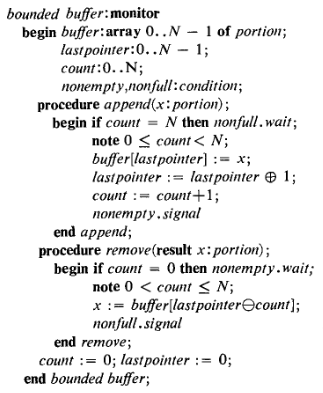 bounded buffer:monitor
begin buffer:array 0..N − 1 of portion;
lastpointer:0..N − 1;
count:0..N;
nonempty,nonfull:condition;
procedure append(x:portion);
begin if count = N then nonfull.wait;
note 0 ≤ count < N;
buffer[lastpointer] := x;
lastpointer := lastpointer ⊕ 1;
count := count+1;
nonempty.signal
end append;
procedure remove(result x:portion);
begin if count = 0 then nonempty.wait;
note 0 < count ≤ N;
x := buffer[lastpointer⊖count];
nonfull.signal
end remove;
count := 0; lastpointer := 0;
end bounded buffer;